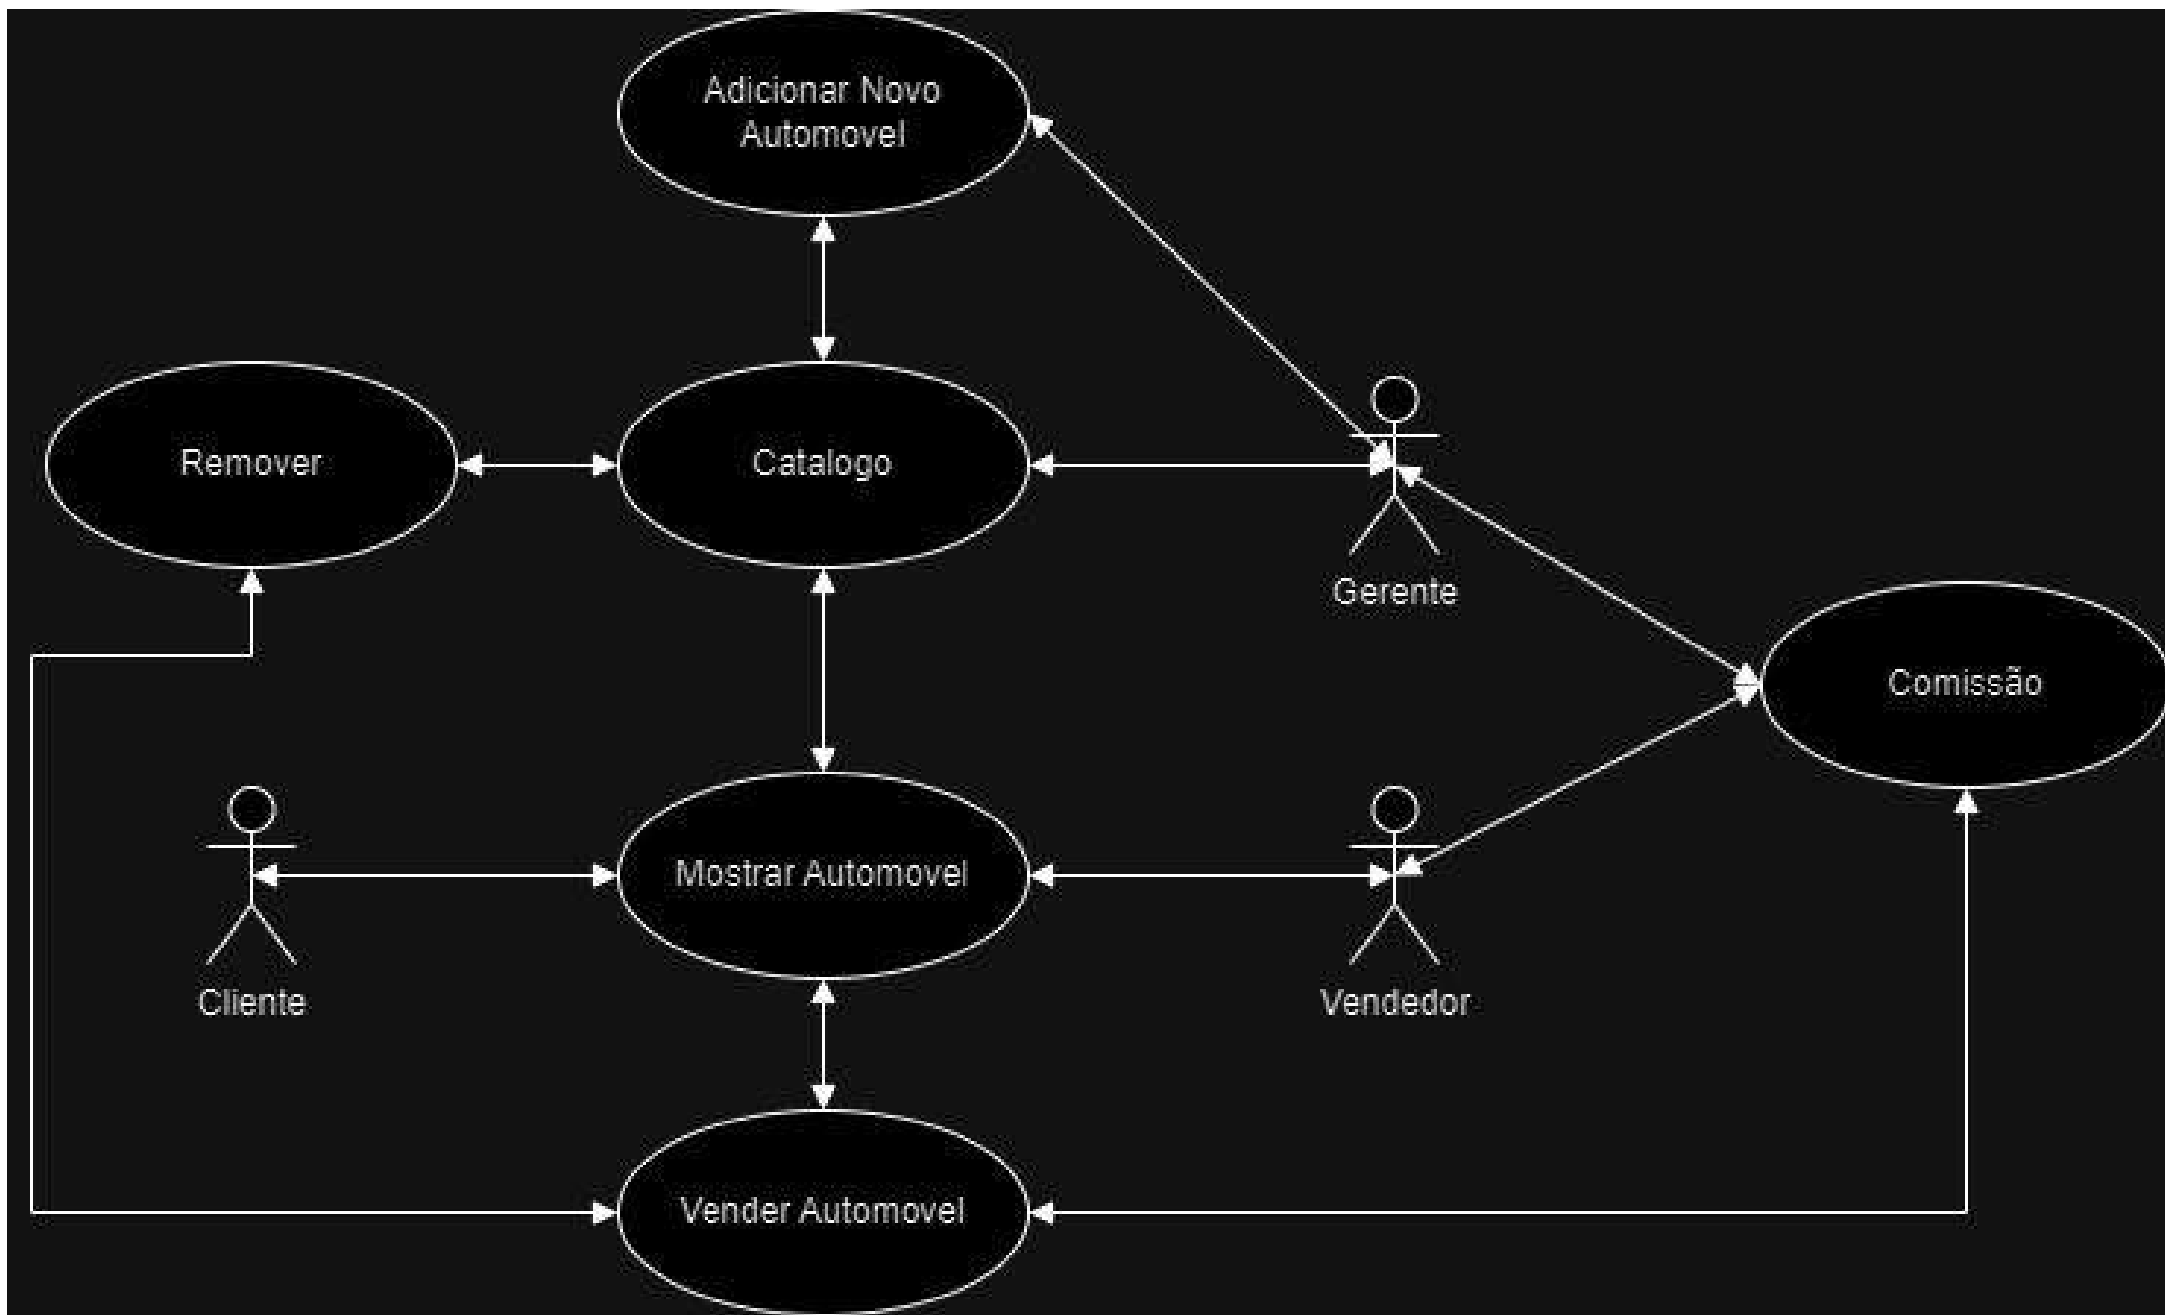 Adicionar Novo
Automovel
Remover
Catalogo
Gerente
Comissão
Mostrar Automovel
Cliente
Vendedor
Vender Automovel